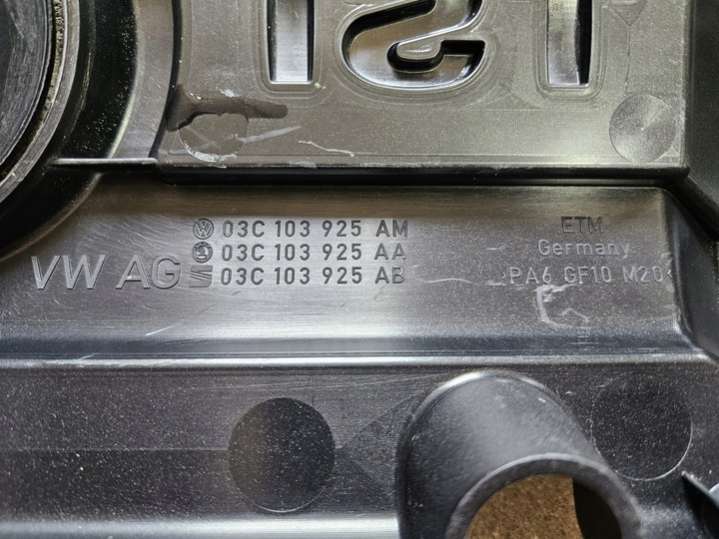 TSI
03C 103 925 AM
03C 103 925 AA
03C 103 925 AB
VW AG
ETM
Germany
PA6 GF10 M20